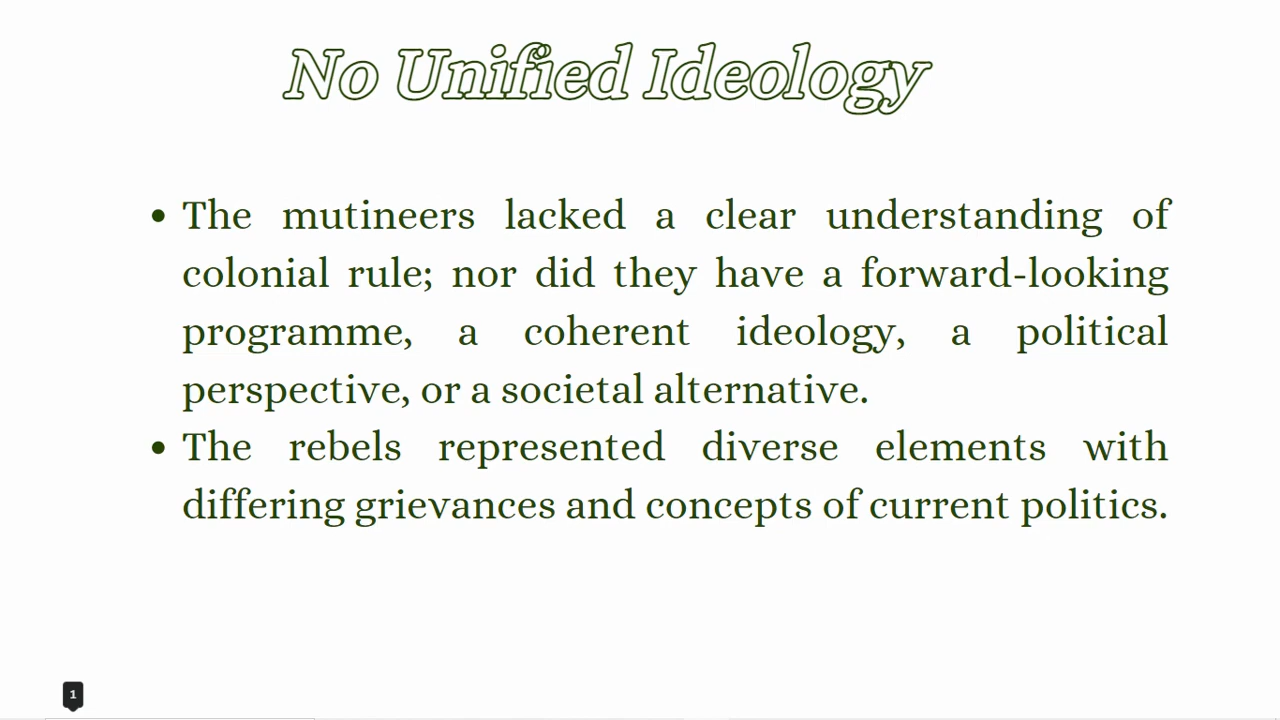 No Unified Ideology
• The mutineers lacked a clear understanding of
colonial rule; nor did they have a forward-looking
programme, a coherent ideology, a political
perspective, or a societal alternative.
• The rebels represented diverse elements with
differing grievances and concepts of current politics.
1